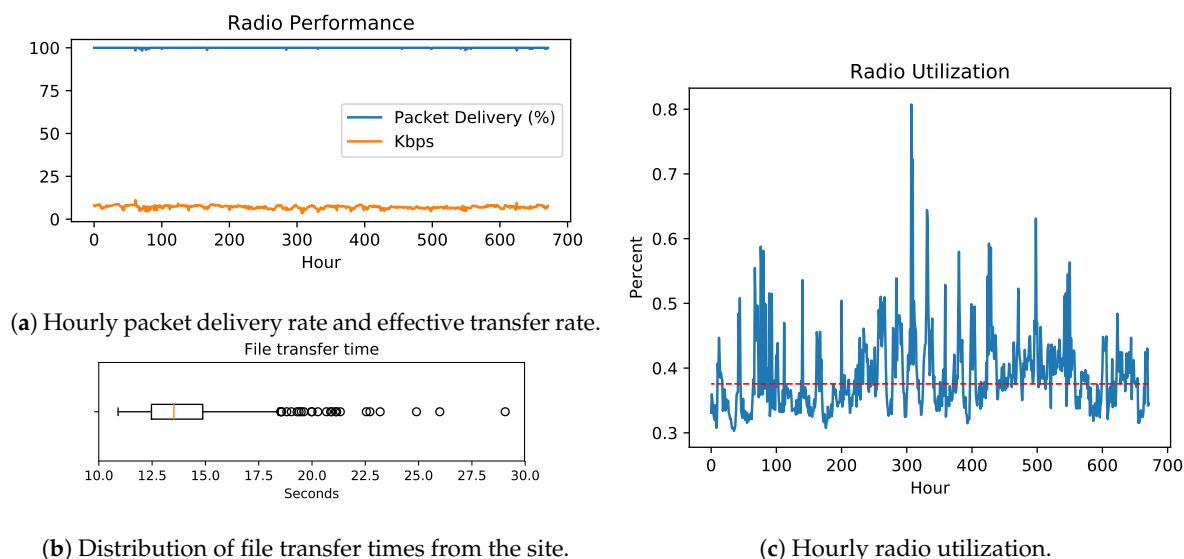 Radio Performance
100
75
50
25
0
Packet Delivery (%)
Kbps
0 100 200 300 400 500 600 700
Hour
(a) Hourly packet delivery rate and effective transfer rate.
File transfer time
10.0 12.5 15.0 17.5 20.0 22.5 25.0 27.5 30.0
Seconds
(b) Distribution of file transfer times from the site.
Radio Utilization
0.8
0.7
0.6
0.5
0.4
0.3
Percent
0 100 200 300 400 500 600 700
Hour
(c) Hourly radio utilization.